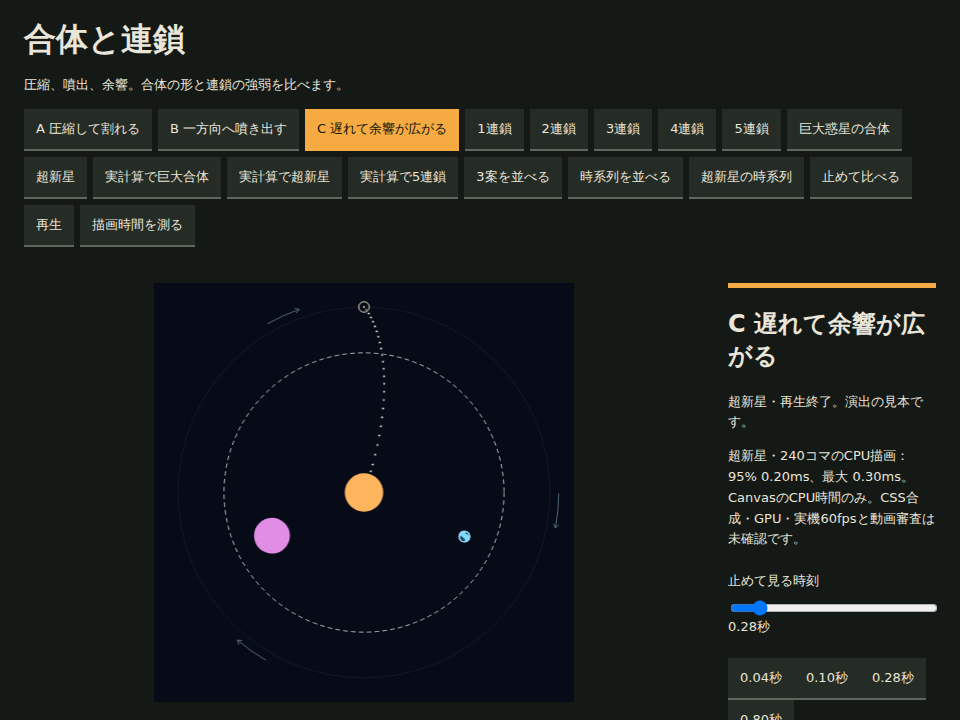 合体と連鎖
圧縮、噴出、余響。合体の形と連鎖の強弱を比べます。
A 圧縮して割れる
B 一方向へ噴き出す
C 遅れて余響が広がる
1連鎖
2連鎖
3連鎖
4連鎖
5連鎖
巨大惑星の合体
超新星
実計算で巨大合体
実計算で超新星
実計算で5連鎖
3案を並べる
時系列を並べる
超新星の時系列
止めて比べる
再生
描画時間を測る
C 遅れて余響が広
がる
超新星・再生終了。演出の見本で
す。
超新星・240コマのCPU描画：
95% 0.20ms、最大 0.30ms。
CanvasのCPU時間のみ。CSS合
成・GPU・実機60fpsと動画審査は
未確認です。
止めて見る時刻
0.28秒
0.04秒
0.10秒
0.28秒
0.80秒